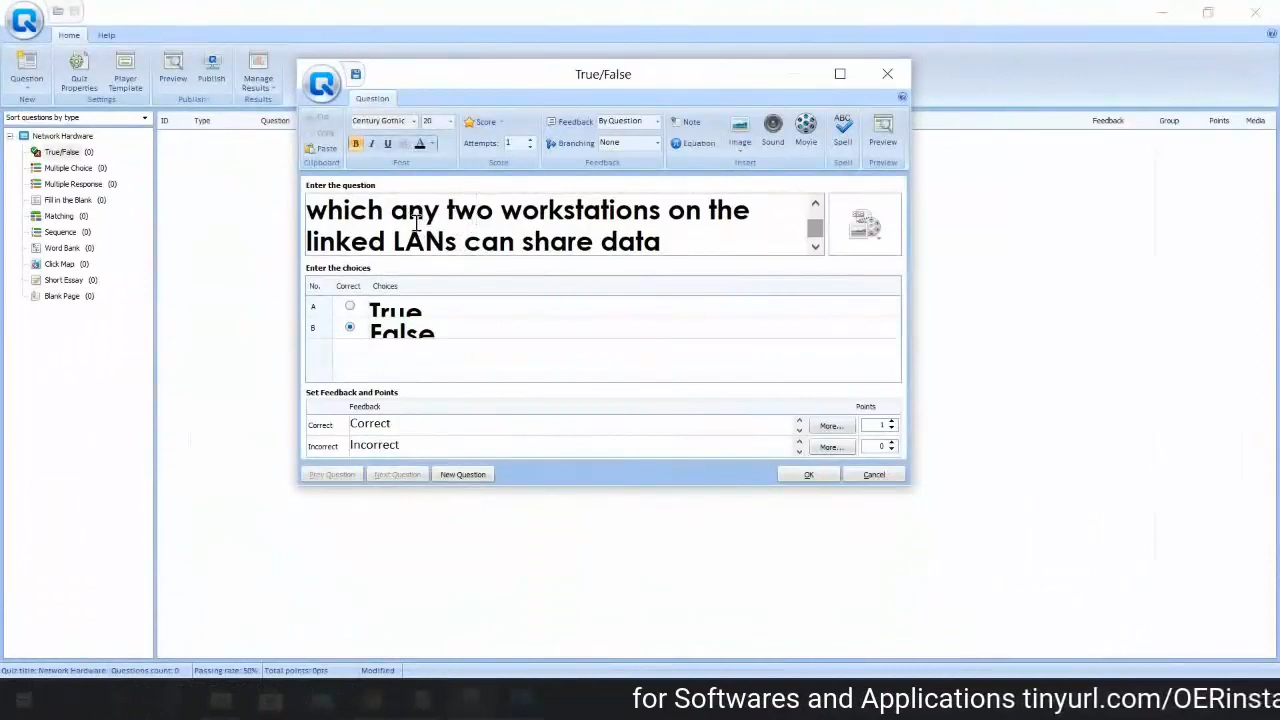 Home Help
Question
New
Quiz Properties
Player Template
Settings
Preview
Publish
Publish
Manage Results
Results
Sort questions by type
Network Hardware
True/False (0)
Multiple Choice (0)
Multiple Response (0)
Fill in the Blank (0)
Matching (0)
Sequence (0)
Word Bank (0)
Click Map (0)
Short Essay (0)
Blank Page (0)
ID Type Question Feedback Group Points Media
True/False
Question
Cut
Copy
Paste
Clipboard
Century Gothic 20
B I U A
Font
Score
Attempts: 1
Score
Feedback By Question
Branching None
Feedback
Note
Equation
Image
Sound
Movie
Insert
ABC
Spell
Spell
Preview
Preview
Enter the question
which any two workstations on the
linked LANs can share data
Enter the choices
No. Correct Choices
A True
B False
Set Feedback and Points
Feedback Points
Correct Correct More... 1
Incorrect Incorrect More... 0
Prev Question Next Question New Question OK Cancel
Quiz title: Network Hardware Questions count: 0 Passing rate: 50% Total points: 0pts Modified
for Softwares and Applications tinyurl.com/OERinsta